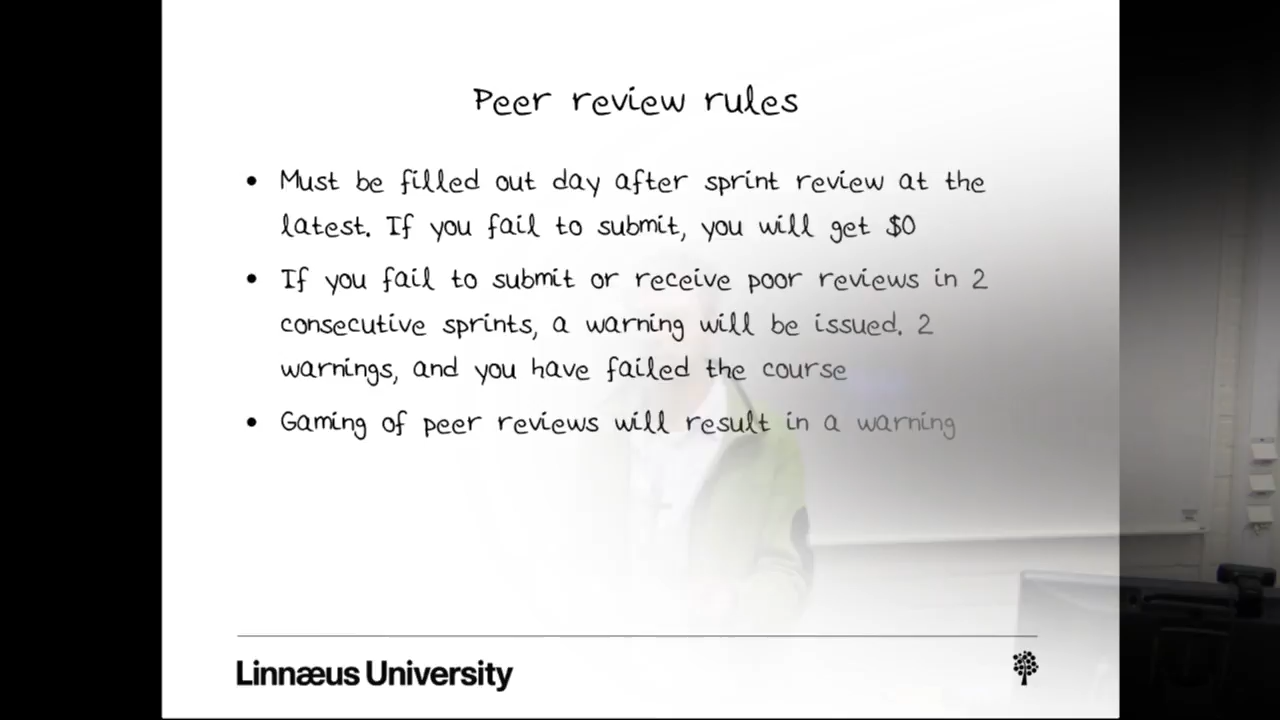 Peer review rules
• Must be filled out day after sprint review at the
latest. If you fail to submit, you will get $0
• If you fail to submit or receive poor reviews in 2
consecutive sprints, a warning will be issued. 2
warnings, and you have failed the course
• Gaming of peer reviews will result in a warning
Linnæus University